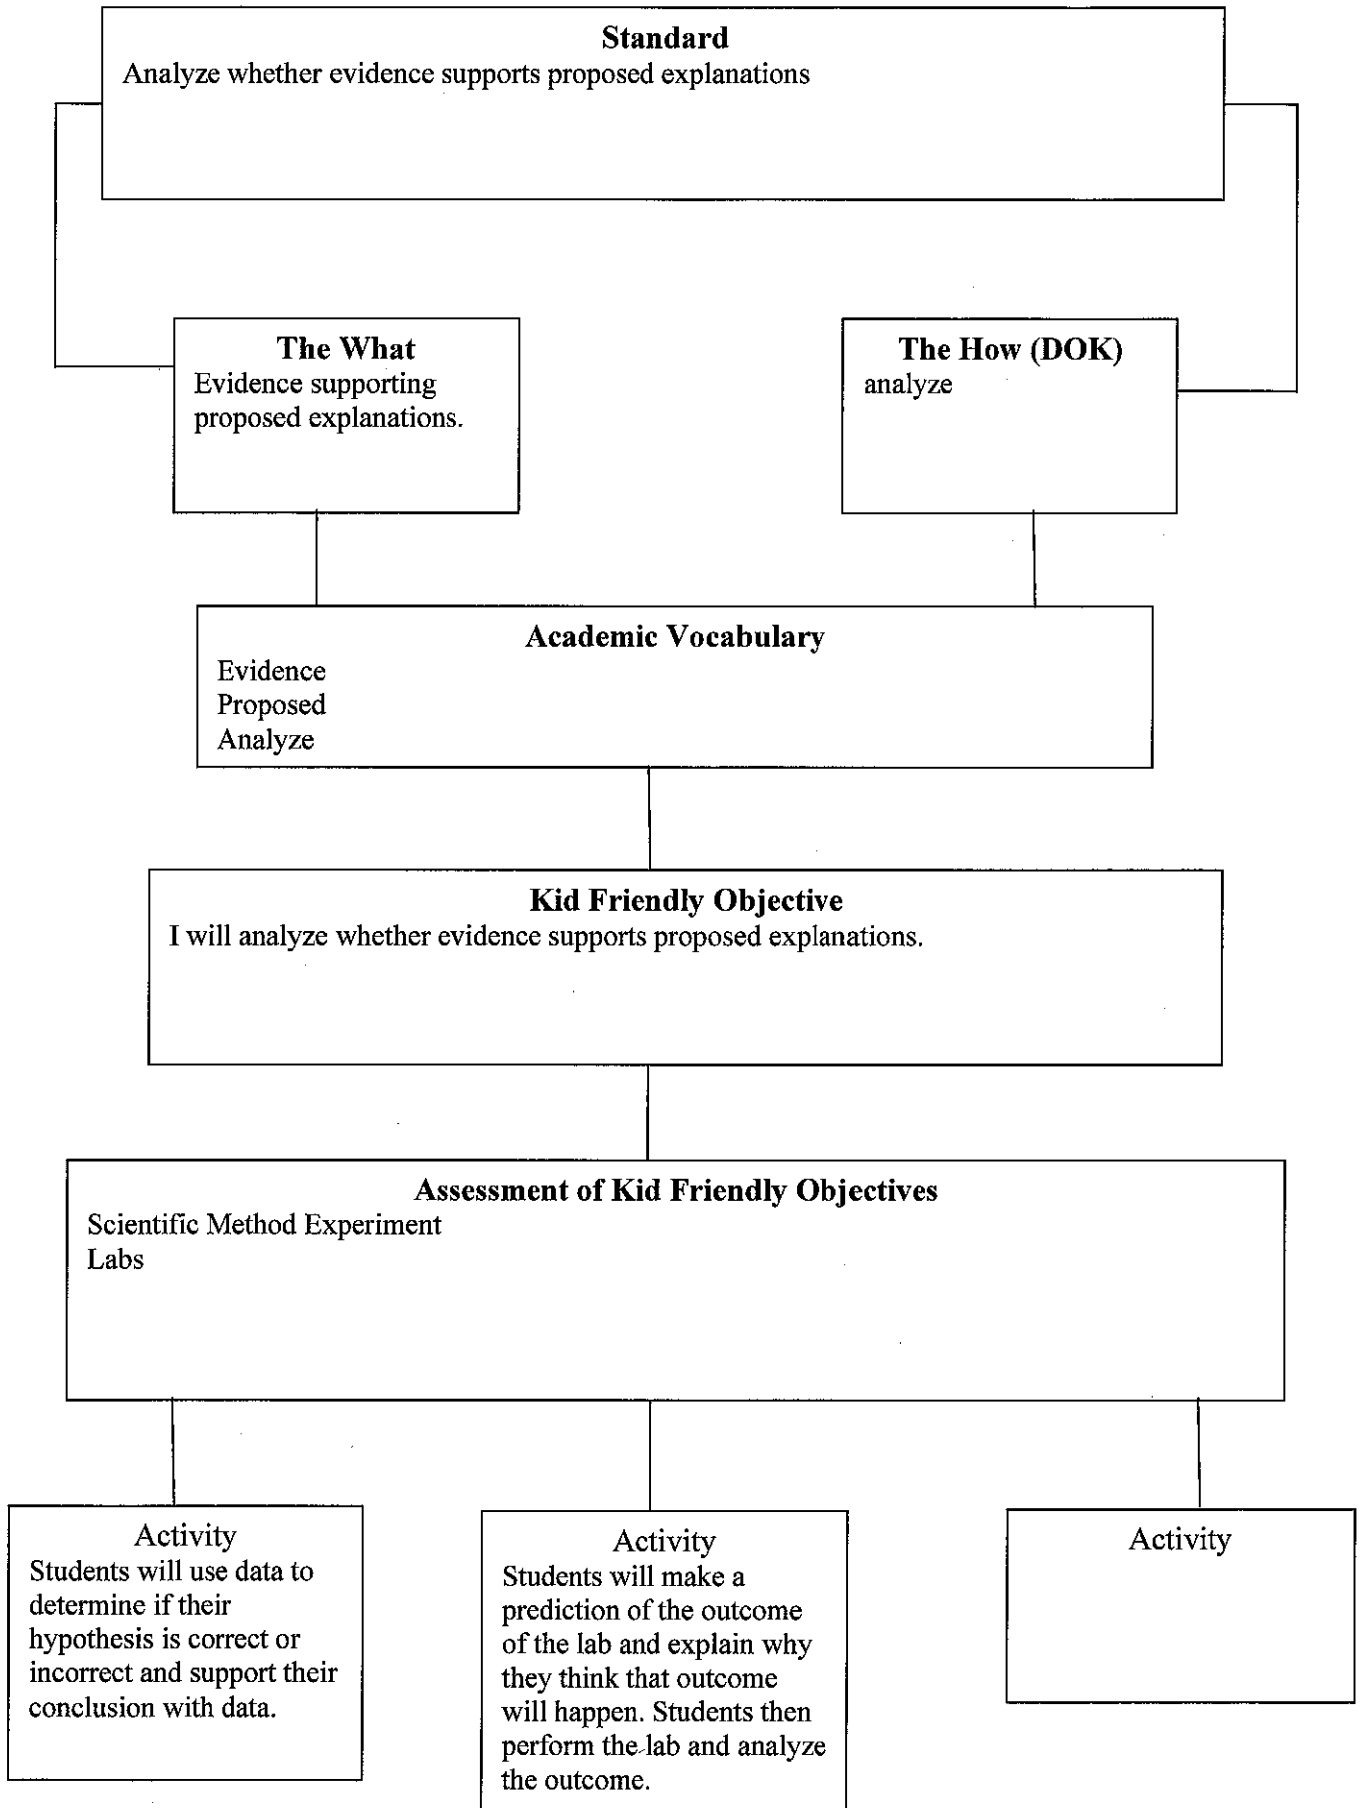 Standard
Analyze whether evidence supports proposed explanations
The What
Evidence supporting
proposed explanations.
The How (DOK)
analyze
Academic Vocabulary
Evidence
Proposed
Analyze
Kid Friendly Objective
I will analyze whether evidence supports proposed explanations.
Assessment of Kid Friendly Objectives
Scientific Method Experiment
Labs
Activity
Students will use data to
determine if their
hypothesis is correct or
incorrect and support their
conclusion with data.
Activity
Students will make a
prediction of the outcome
of the lab and explain why
they think that outcome
will happen. Students then
perform the lab and analyze
the outcome.
Activity